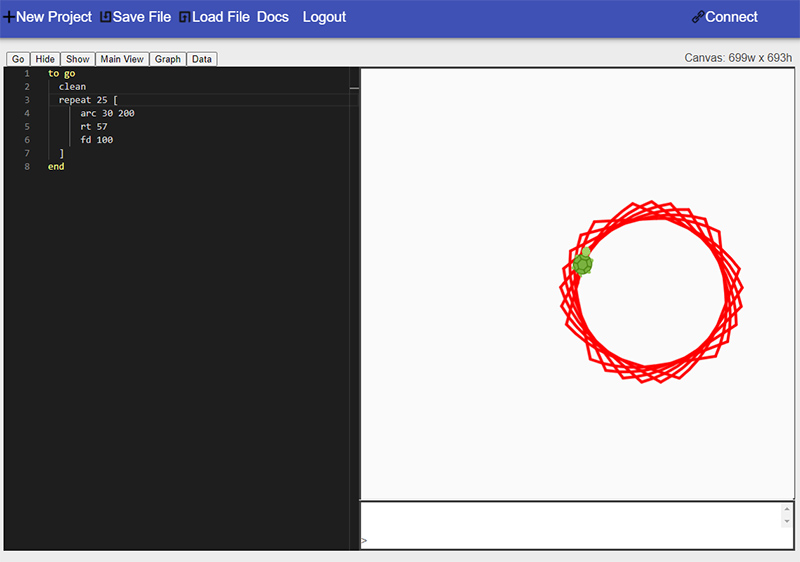 New Project Save File Load File Docs Logout Connect
Go Hide Show Main View Graph Data Canvas: 699w x 693h
1 to go
2 clean
3 repeat 25 [
4 arc 30 200
5 rt 57
6 fd 100
7 ]
8 end
>